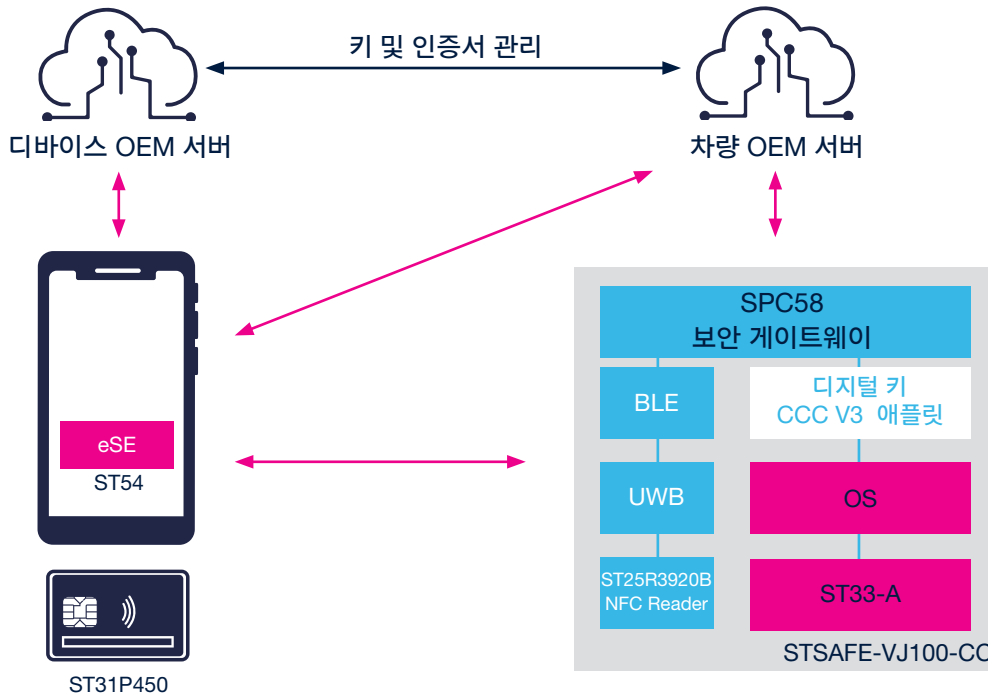 키 및 인증서 관리
디바이스 OEM 서버
차량 OEM 서버
SPC58
보안 게이트웨이
BLE
디지털 키
CCC V3 애플릿
eSE
ST54
UWB
OS
ST25R3920B
NFC Reader
ST33-A
STSAFE-VJ100-CC
ST31P450